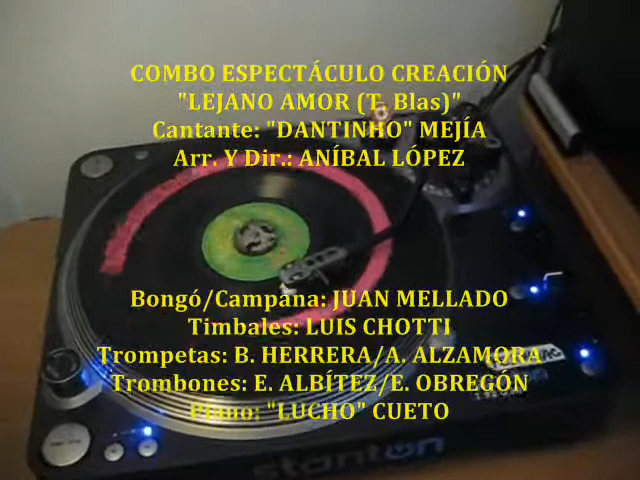 COMBO ESPECTÁCULO CREACIÓN
"LEJANO AMOR (T. Blas)"
Cantante: "DANTINHO" MEJÍA
Arr. Y Dir.: ANÍBAL LÓPEZ
Bongó/Campana: JUAN MELLADO
Timbales: LUIS CHOTTI
Trompetas: B. HERRERA/A. ALZAMORA
Trombones: E. ALBÍTEZ/E. OBREGÓN
Piano: "LUCHO" CUETO
stanton